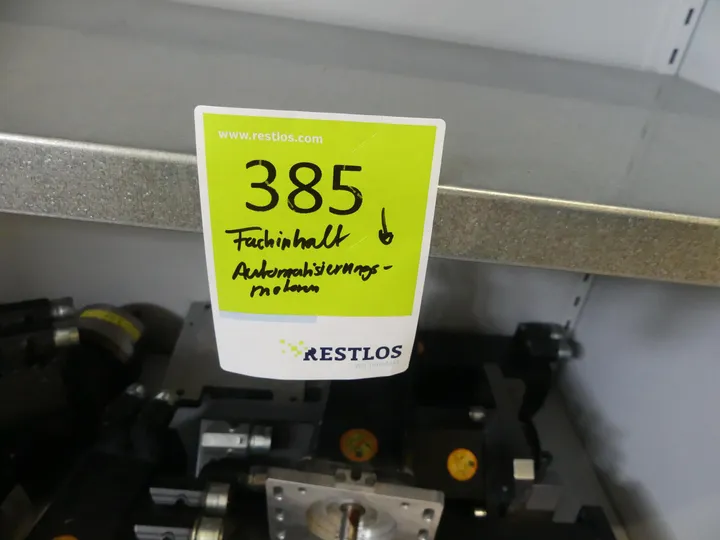 www.restlos.com
385
Fachinhalt
Automatisierungs-
motoren
RESTLOS